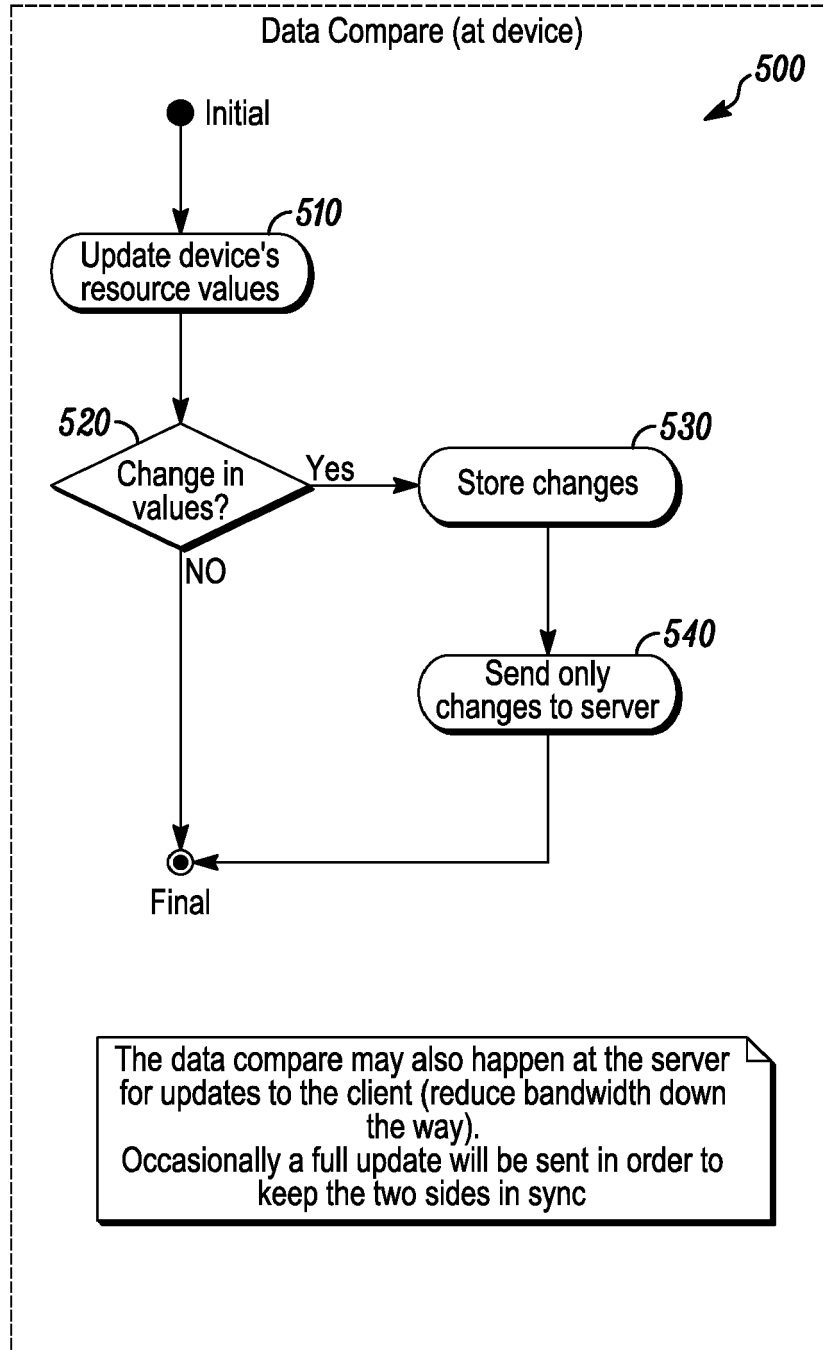 Data Compare (at device)
500
Initial
510
Update device's
resource values
520
Change in
values?
Yes
530
Store changes
NO
540
Send only
changes to server
Final
The data compare may also happen at the server
for updates to the client (reduce bandwidth down
the way).
Occasionally a full update will be sent in order to
keep the two sides in sync